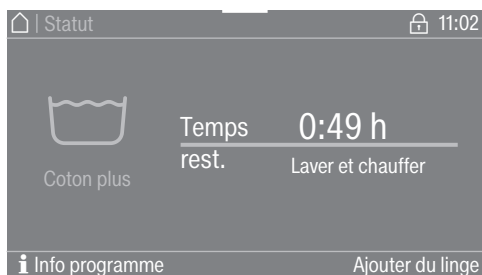 | Statut
11:02
Temps rest.
0:49 h
Laver et chauffer
Coton plus
i Info programme
Ajouter du linge